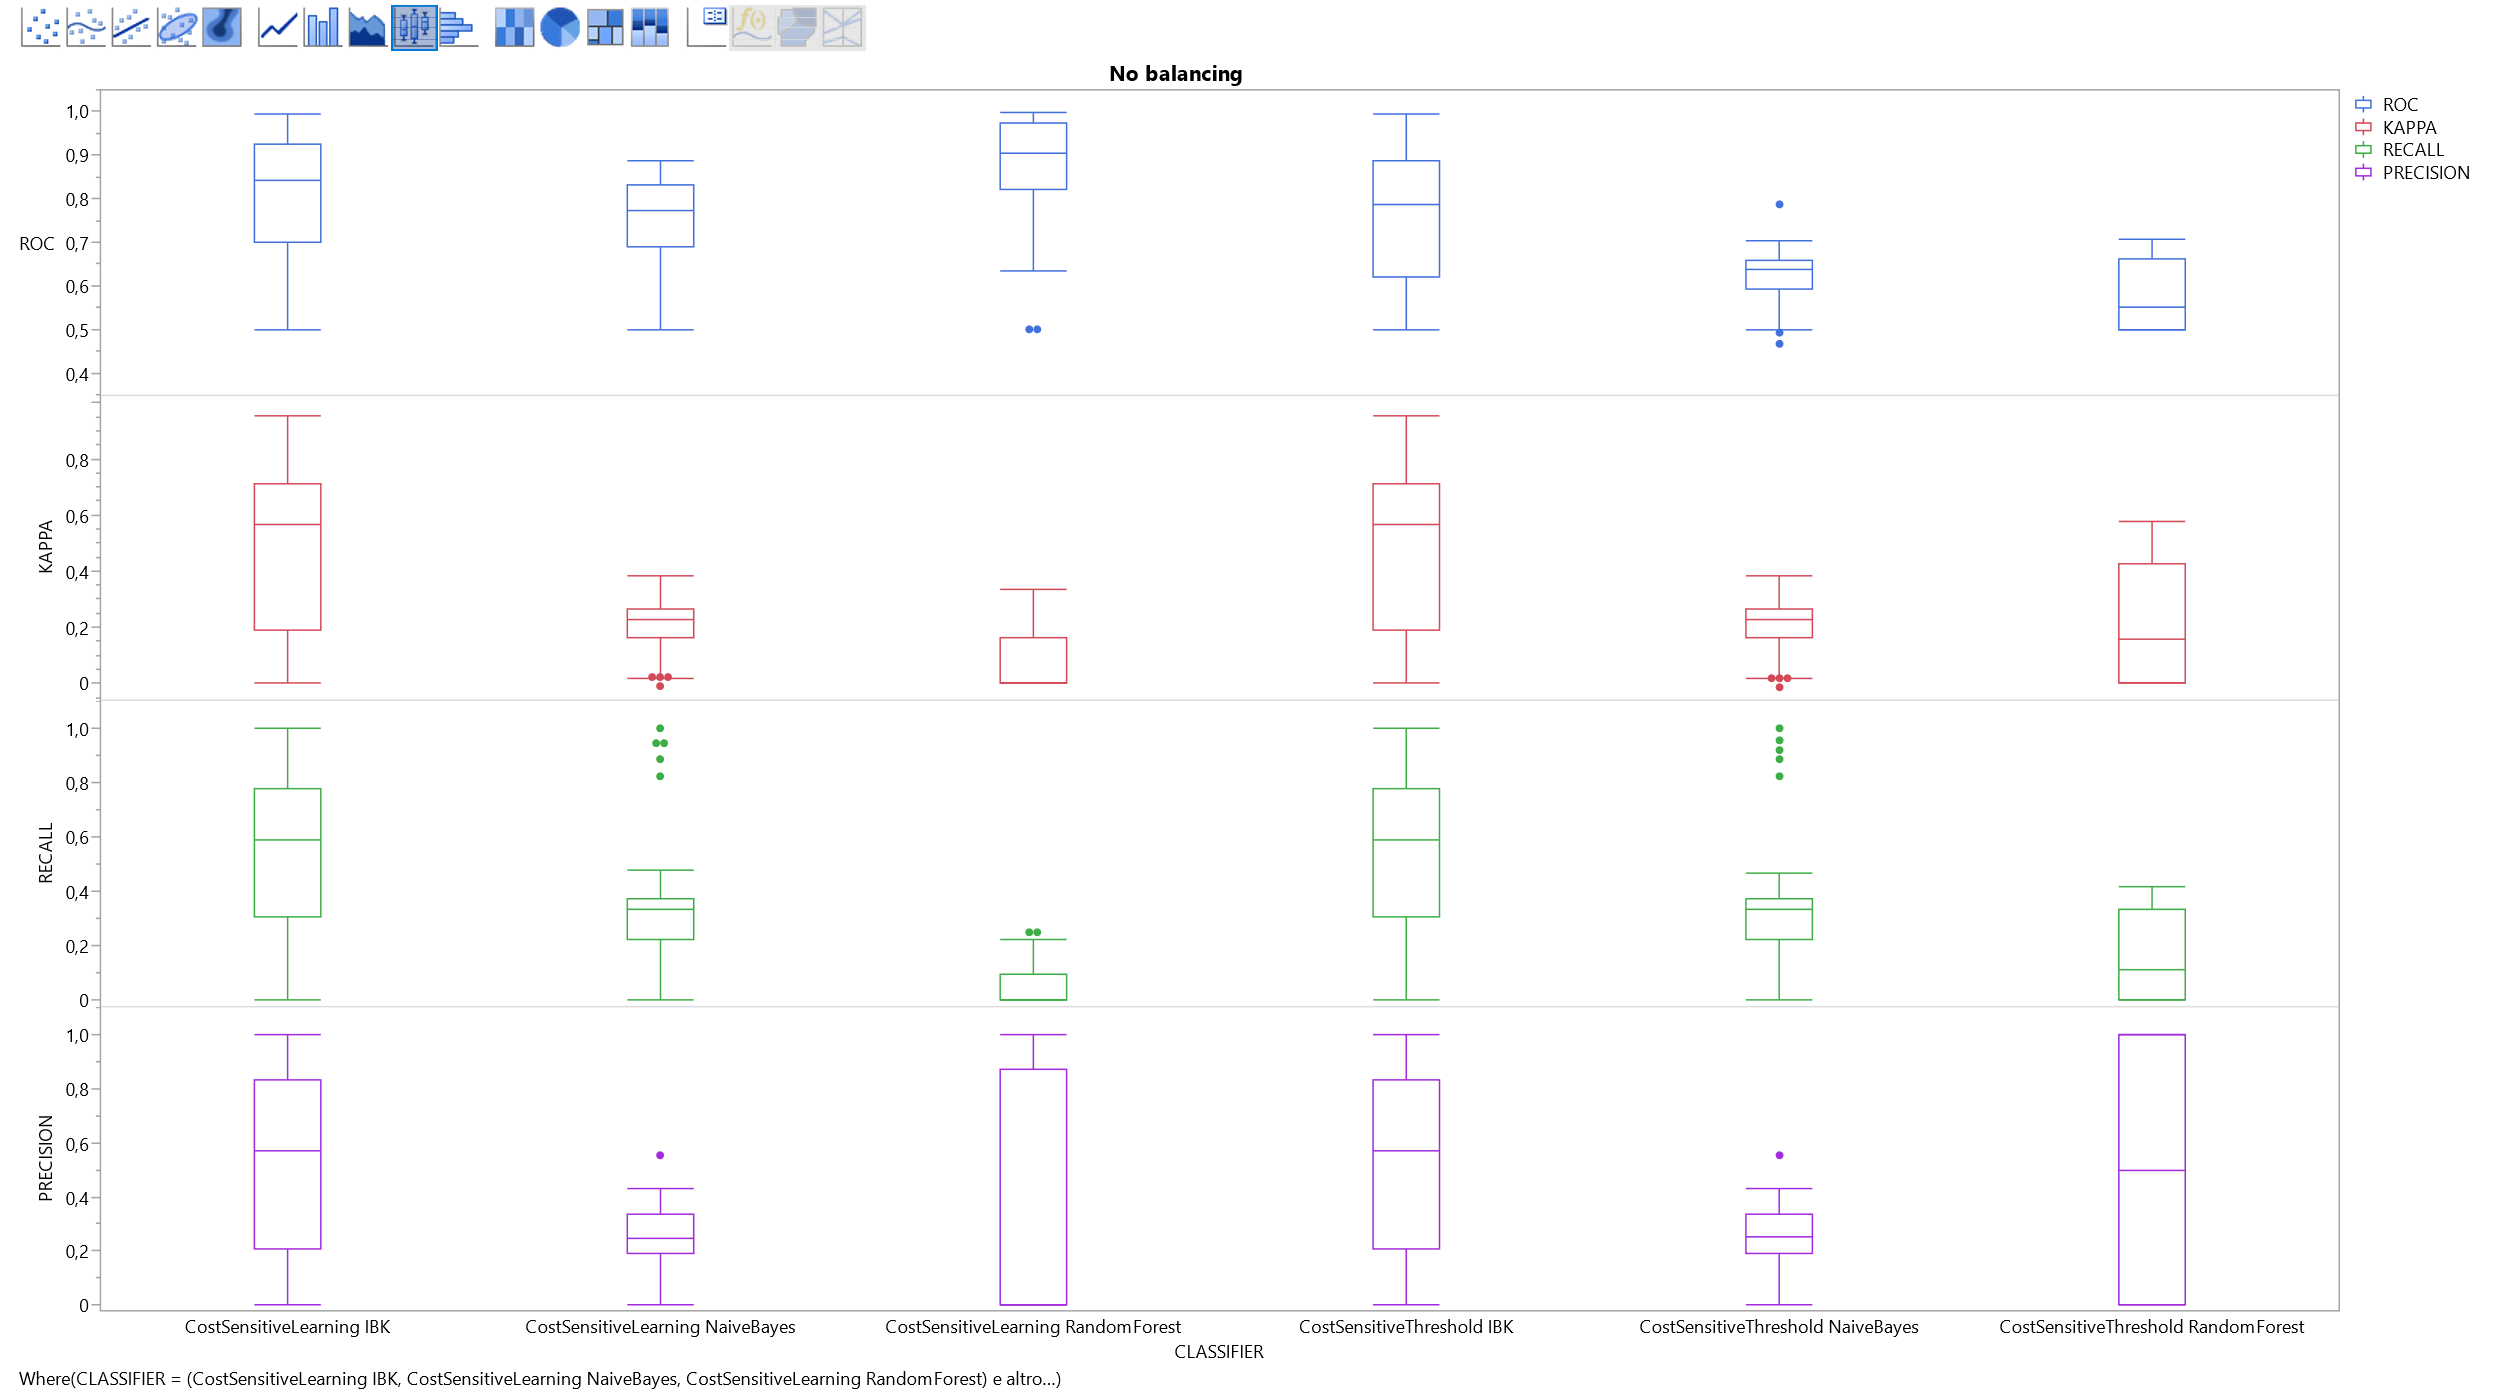 No balancing
ROC
KAPPA
RECALL
PRECISION
ROC
1,0
0,9
0,8
0,7
0,6
0,5
0,4
KAPPA
0,8
0,6
0,4
0,2
0
RECALL
1,0
0,8
0,6
0,4
0,2
0
PRECISION
1,0
0,8
0,6
0,4
0,2
0
CostSensitiveLearning IBK
CostSensitiveLearning NaiveBayes
CostSensitiveLearning RandomForest
CostSensitiveThreshold IBK
CostSensitiveThreshold NaiveBayes
CostSensitiveThreshold RandomForest
CLASSIFIER
Where(CLASSIFIER = (CostSensitiveLearning IBK, CostSensitiveLearning NaiveBayes, CostSensitiveLearning RandomForest) e altro...)